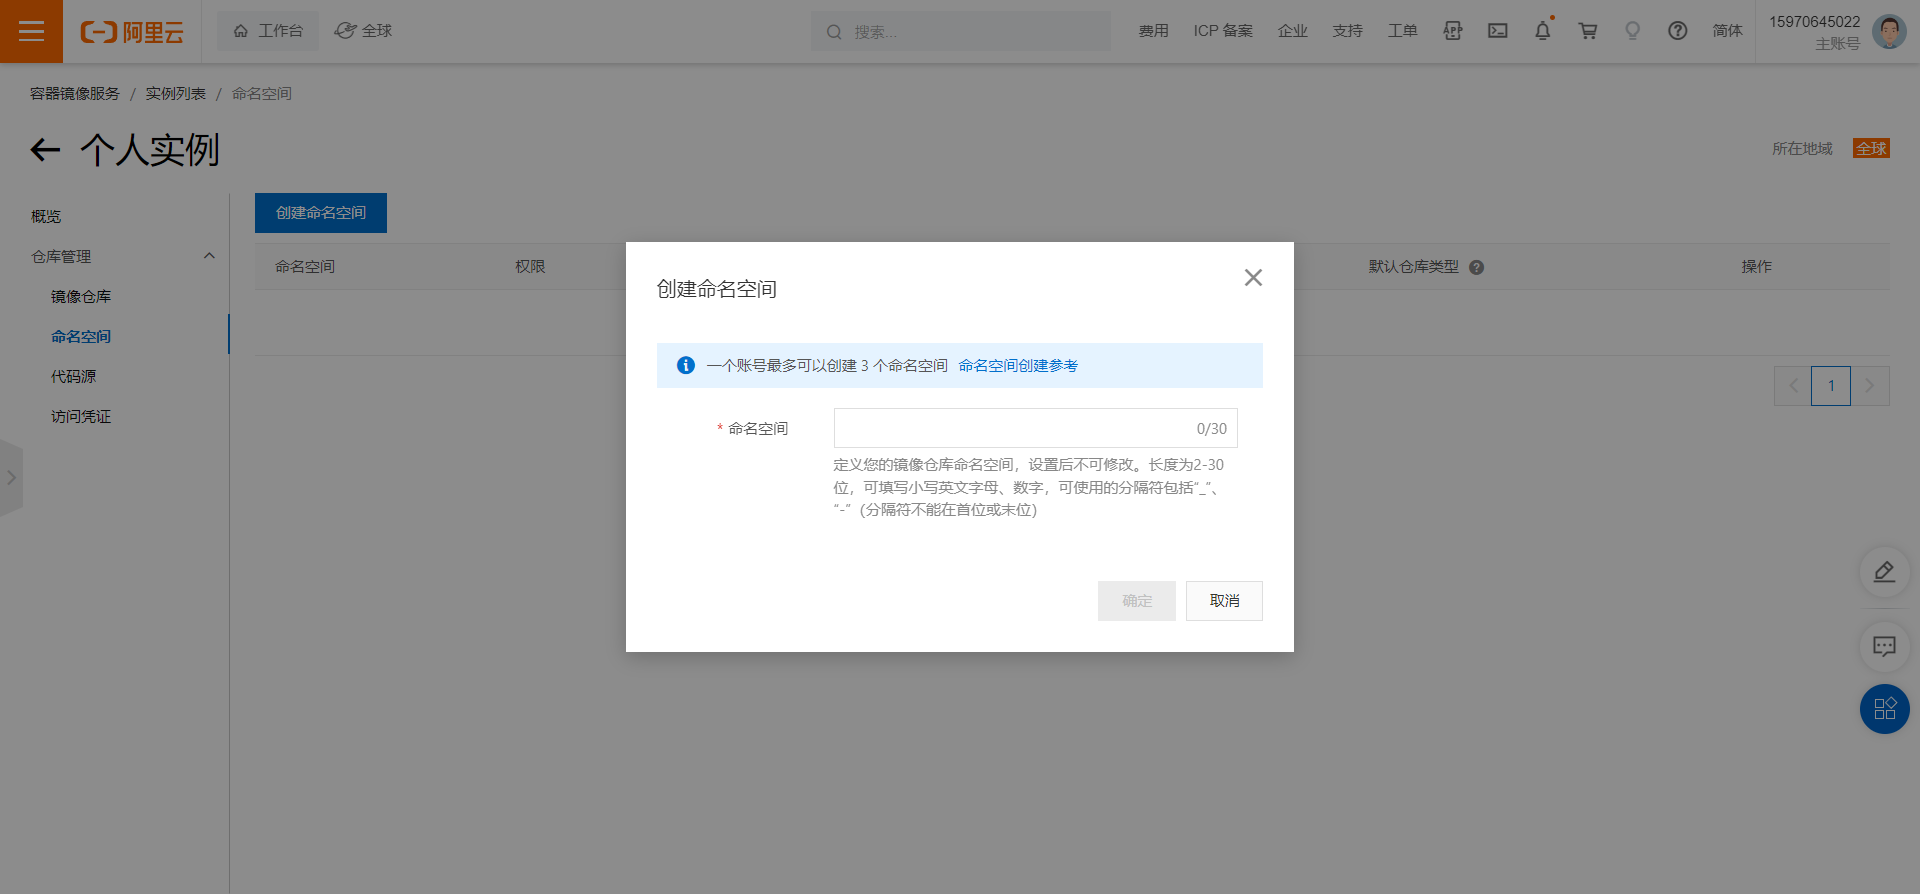 阿里云
工作台
全球
搜索...
费用
ICP 备案
企业
支持
工单
APP
简体
15970645022
主账号
容器镜像服务 / 实例列表 / 命名空间
个人实例
所在地域 全球
概览
仓库管理
镜像仓库
命名空间
代码源
访问凭证
创建命名空间
命名空间 权限 默认仓库类型 操作
1
创建命名空间
一个账号最多可以创建 3 个命名空间 命名空间创建参考
* 命名空间
0/30
定义您的镜像仓库命名空间，设置后不可修改。长度为2-30
位，可填写小写英文字母、数字，可使用的分隔符包括“_”、
“-”（分隔符不能在首位或末位）
确定 取消